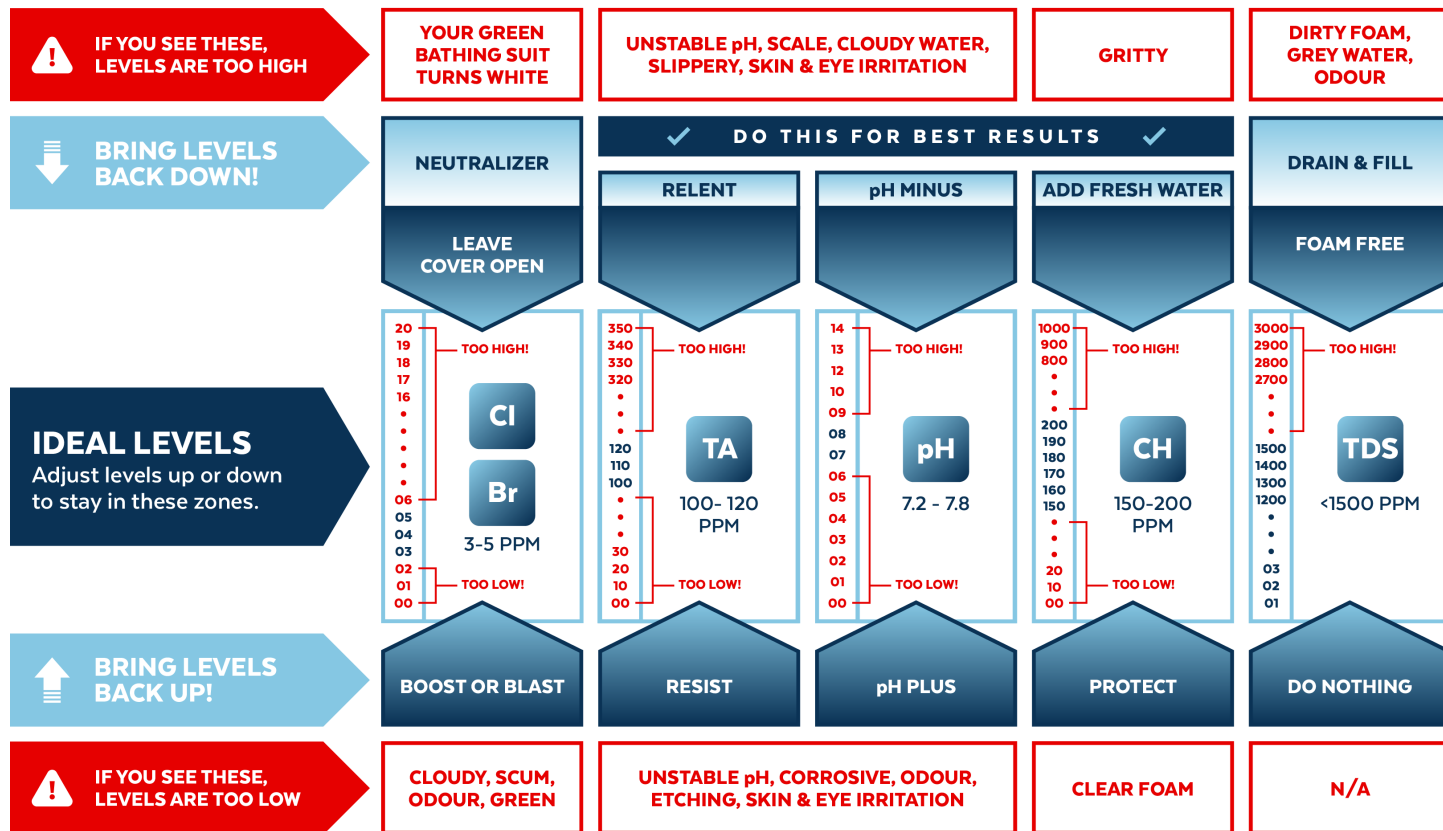 IF YOU SEE THESE,
LEVELS ARE TOO HIGH
YOUR GREEN
BATHING SUIT
TURNS WHITE
UNSTABLE pH, SCALE, CLOUDY WATER,
SLIPPERY, SKIN & EYE IRRITATION
GRITTY
DIRTY FOAM,
GREY WATER,
ODOUR
BRING LEVELS
BACK DOWN!
NEUTRALIZER
LEAVE
COVER OPEN
DO THIS FOR BEST RESULTS
RELENT
pH MINUS
ADD FRESH WATER
DRAIN & FILL
FOAM FREE
IDEAL LEVELS
Adjust levels up or down
to stay in these zones.
20
19
18
17
16
06
05
04
03
02
01
00
TOO HIGH!
Cl
Br
3-5 PPM
TOO LOW!
350
340
330
320
120
110
100
30
20
10
00
TOO HIGH!
TA
100- 120
PPM
TOO LOW!
14
13
12
10
09
08
07
06
05
04
03
02
01
00
TOO HIGH!
pH
7.2 - 7.8
TOO LOW!
1000
900
800
200
190
180
170
160
150
20
10
00
TOO HIGH!
CH
150-200
PPM
TOO LOW!
3000
2900
2800
2700
1500
1400
1300
1200
03
02
01
TOO HIGH!
TDS
<1500 PPM
BRING LEVELS
BACK UP!
BOOST OR BLAST
RESIST
pH PLUS
PROTECT
DO NOTHING
IF YOU SEE THESE,
LEVELS ARE TOO LOW
CLOUDY, SCUM,
ODOUR, GREEN
UNSTABLE pH, CORROSIVE, ODOUR,
ETCHING, SKIN & EYE IRRITATION
CLEAR FOAM
N/A